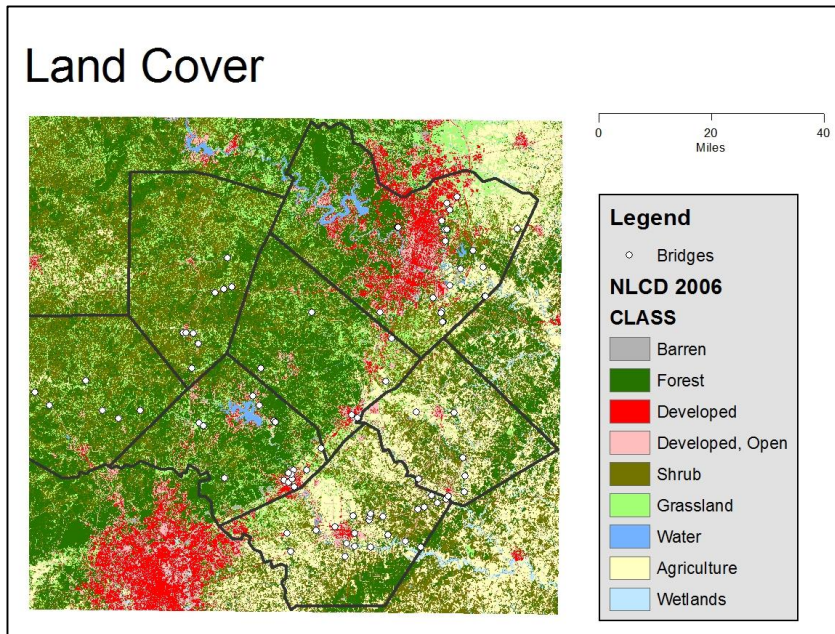 Land Cover
0 20 40
Miles
Legend
Bridges
NLCD 2006
CLASS
Barren
Forest
Developed
Developed, Open
Shrub
Grassland
Water
Agriculture
Wetlands